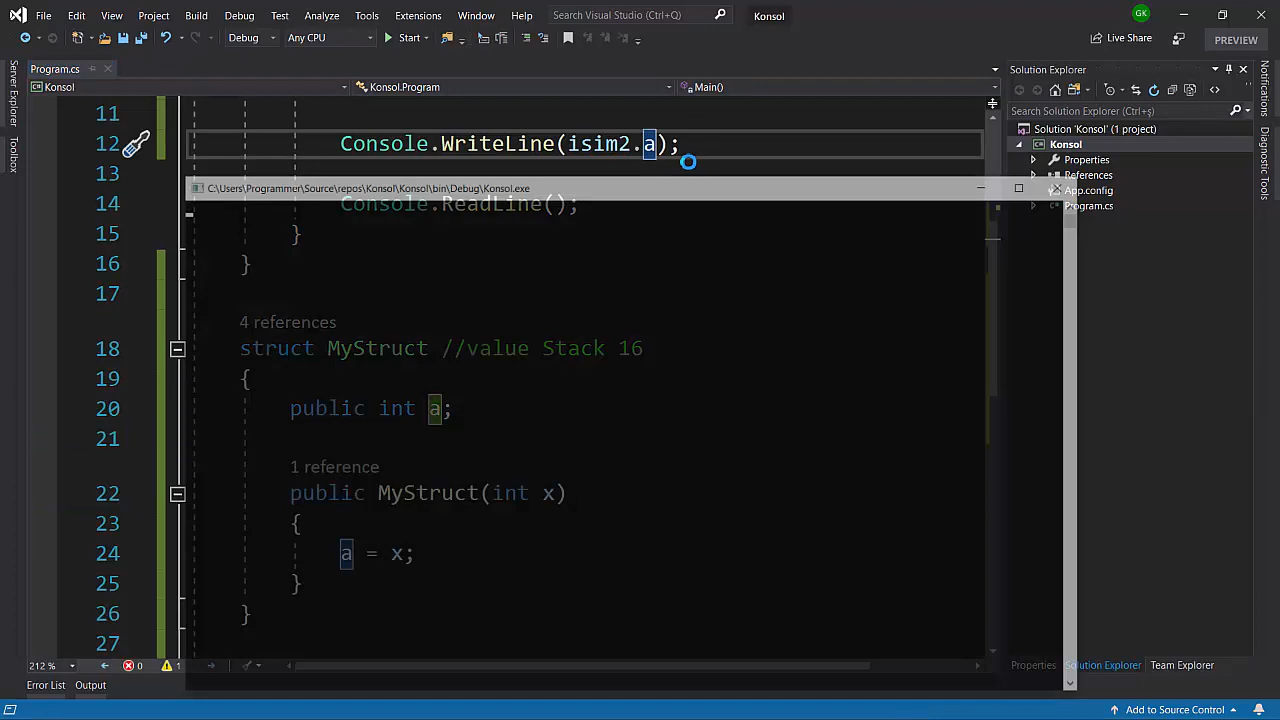 File Edit View Project Build Debug Test Analyze Tools Extensions Window Help Search Visual Studio (Ctrl+Q) Konsol GK
Debug Any CPU Start Live Share PREVIEW
Program.cs
Konsol Konsol.Program Main()
Server Explorer
Toolbox
11
12 Console.WriteLine(isim2.a);
13
C:\Users\Programmer\Source\repos\Konsol\Konsol\bin\Debug\Konsol.exe
14 Console.ReadLine();
15 }
16 }
17
4 references
18 struct MyStruct //value Stack 16
19 {
20 public int a;
21
1 reference
22 public MyStruct(int x)
23 {
24 a = x;
25 }
26 }
27
212 % 0 1
Error List Output
Solution Explorer
Search Solution Explorer (Ctrl+ş)
Solution 'Konsol' (1 project)
Konsol
Properties
References
App.config
Program.cs
Properties Solution Explorer Team Explorer
Notifications
Add to Source Control